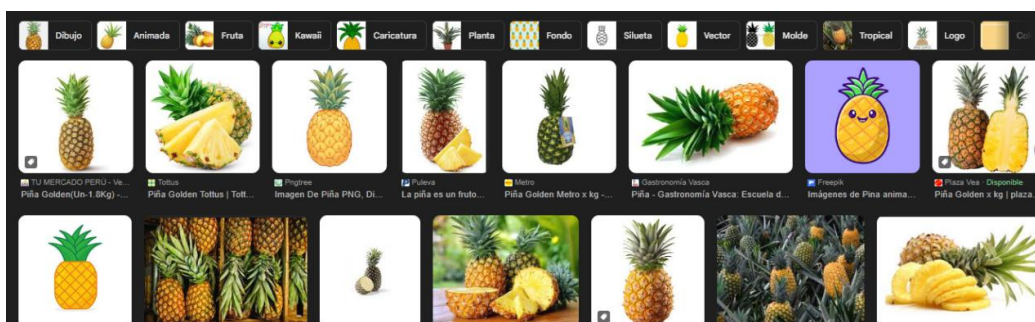 Dibujo
Animada
Fruta
Kawaii
Caricatura
Planta
Fondo
Silueta
Vector
Molde
Tropical
Logo
TU MERCADO PERÚ - Ve...
Piña Golden(Un-1.8Kg) -...
Tottus
Piña Golden Tottus | Tott...
Pngtree
Imagen De Piña PNG, Di...
Puleva
La piña es un fruto...
Metro
Piña Golden Metro x kg -...
Gastronomía Vasca
Piña - Gastronomía Vasca: Escuela d...
Freepik
Imágenes de Pina anima...
Plaza Vea · Disponible
Piña Golden x kg | plaza